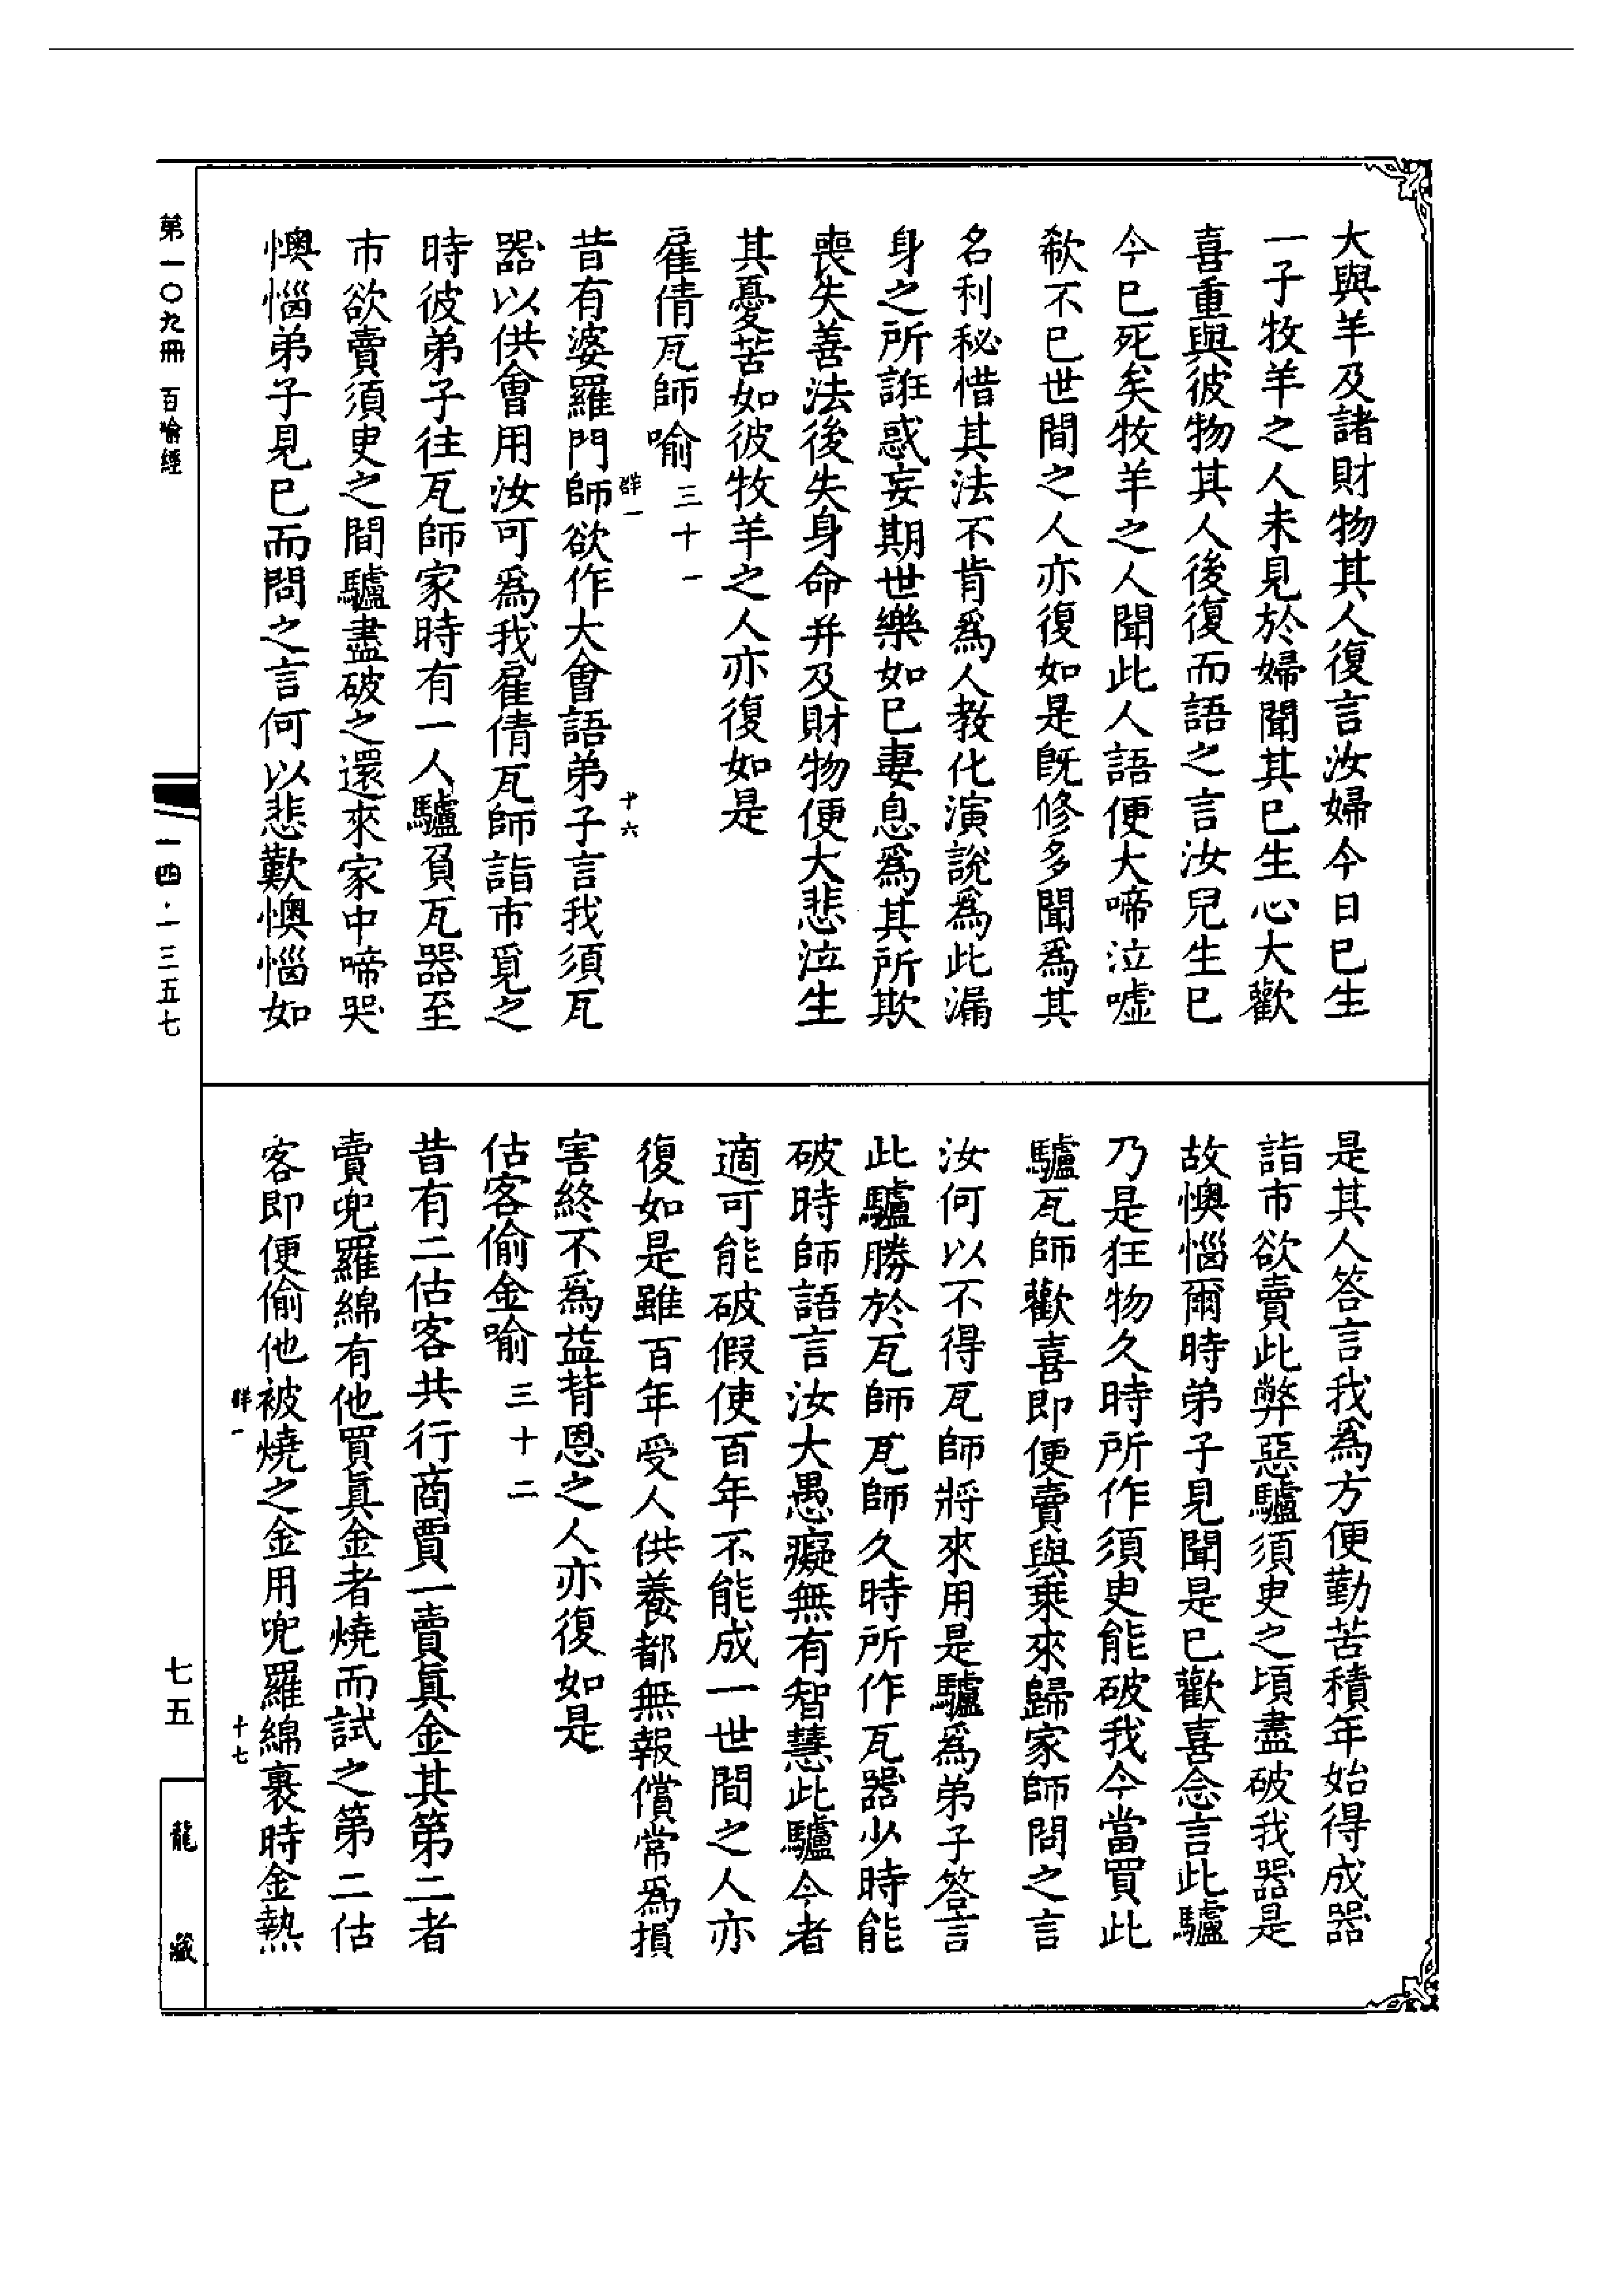 大與羊及諸財物其人復言汝婦今日已生
一子牧羊之人未見於婦聞其已生心大歡
喜重與彼物其人後復而語之言汝兒生已
今已死矣牧羊之人聞此人語便大啼泣噓
欷不已世間之人亦復如是旣修多聞爲其
名利秘惜其法不肯爲人教化演說爲此漏
身之所誑惑妄期世樂如己妻息爲其所欺
喪失善法後失身命并及財物便大悲泣生
其憂苦如彼牧羊之人亦復如是
雇倩瓦師喻三十一
昔有婆羅門師欲作大會語弟子言我須瓦
器以供會用汝可爲我雇倩瓦師詣市覓之
時彼弟子往瓦師家時有一人驢負瓦器至
市欲賣須臾之間驢盡破之還來家中啼哭
懊惱弟子見已而問之言何以悲歎懊惱如
是其人答言我爲方便勤苦積年始得成器
詣市欲賣此弊惡驢須臾之頃盡破我器是
故懊惱爾時弟子見聞是已歡喜念言此驢
乃是狂物久時所作須臾能破我今當買此
驢瓦師歡喜即便賣與乗來歸家師問之言
汝何以不得瓦師將來用是驢爲弟子答言
此驢勝於瓦師瓦師久時所作瓦器少時能
破時師語言汝大愚癡無有智慧此驢今者
適可能破假使百年不能成一世間之人亦
復如是雖百年受人供養都無報償常爲損
害終不爲益背恩之人亦復如是
估客偷金喻三十二
昔有二估客共行商賈一賣眞金其第二者
賣兜羅綿有他買眞金者燒而試之第二估
客即便偷他被燒之金用兜羅綿裹時金熱
群一
十六
群一
十七
第一〇九冊 百喻經
一四·一三五七
七五
龍藏